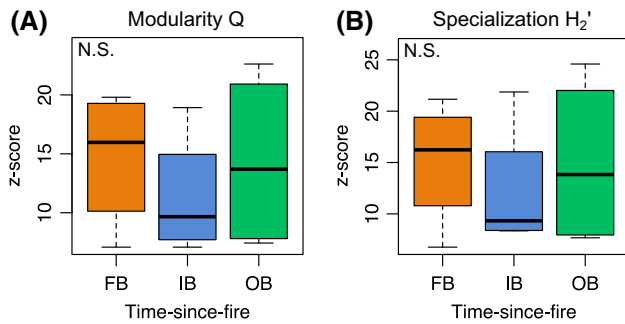 (A) Modularity Q
N.S.
z-score
20
15
10
FB IB OB
Time-since-fire
(B) Specialization H₂'
N.S.
z-score
25
20
15
10
FB IB OB
Time-since-fire